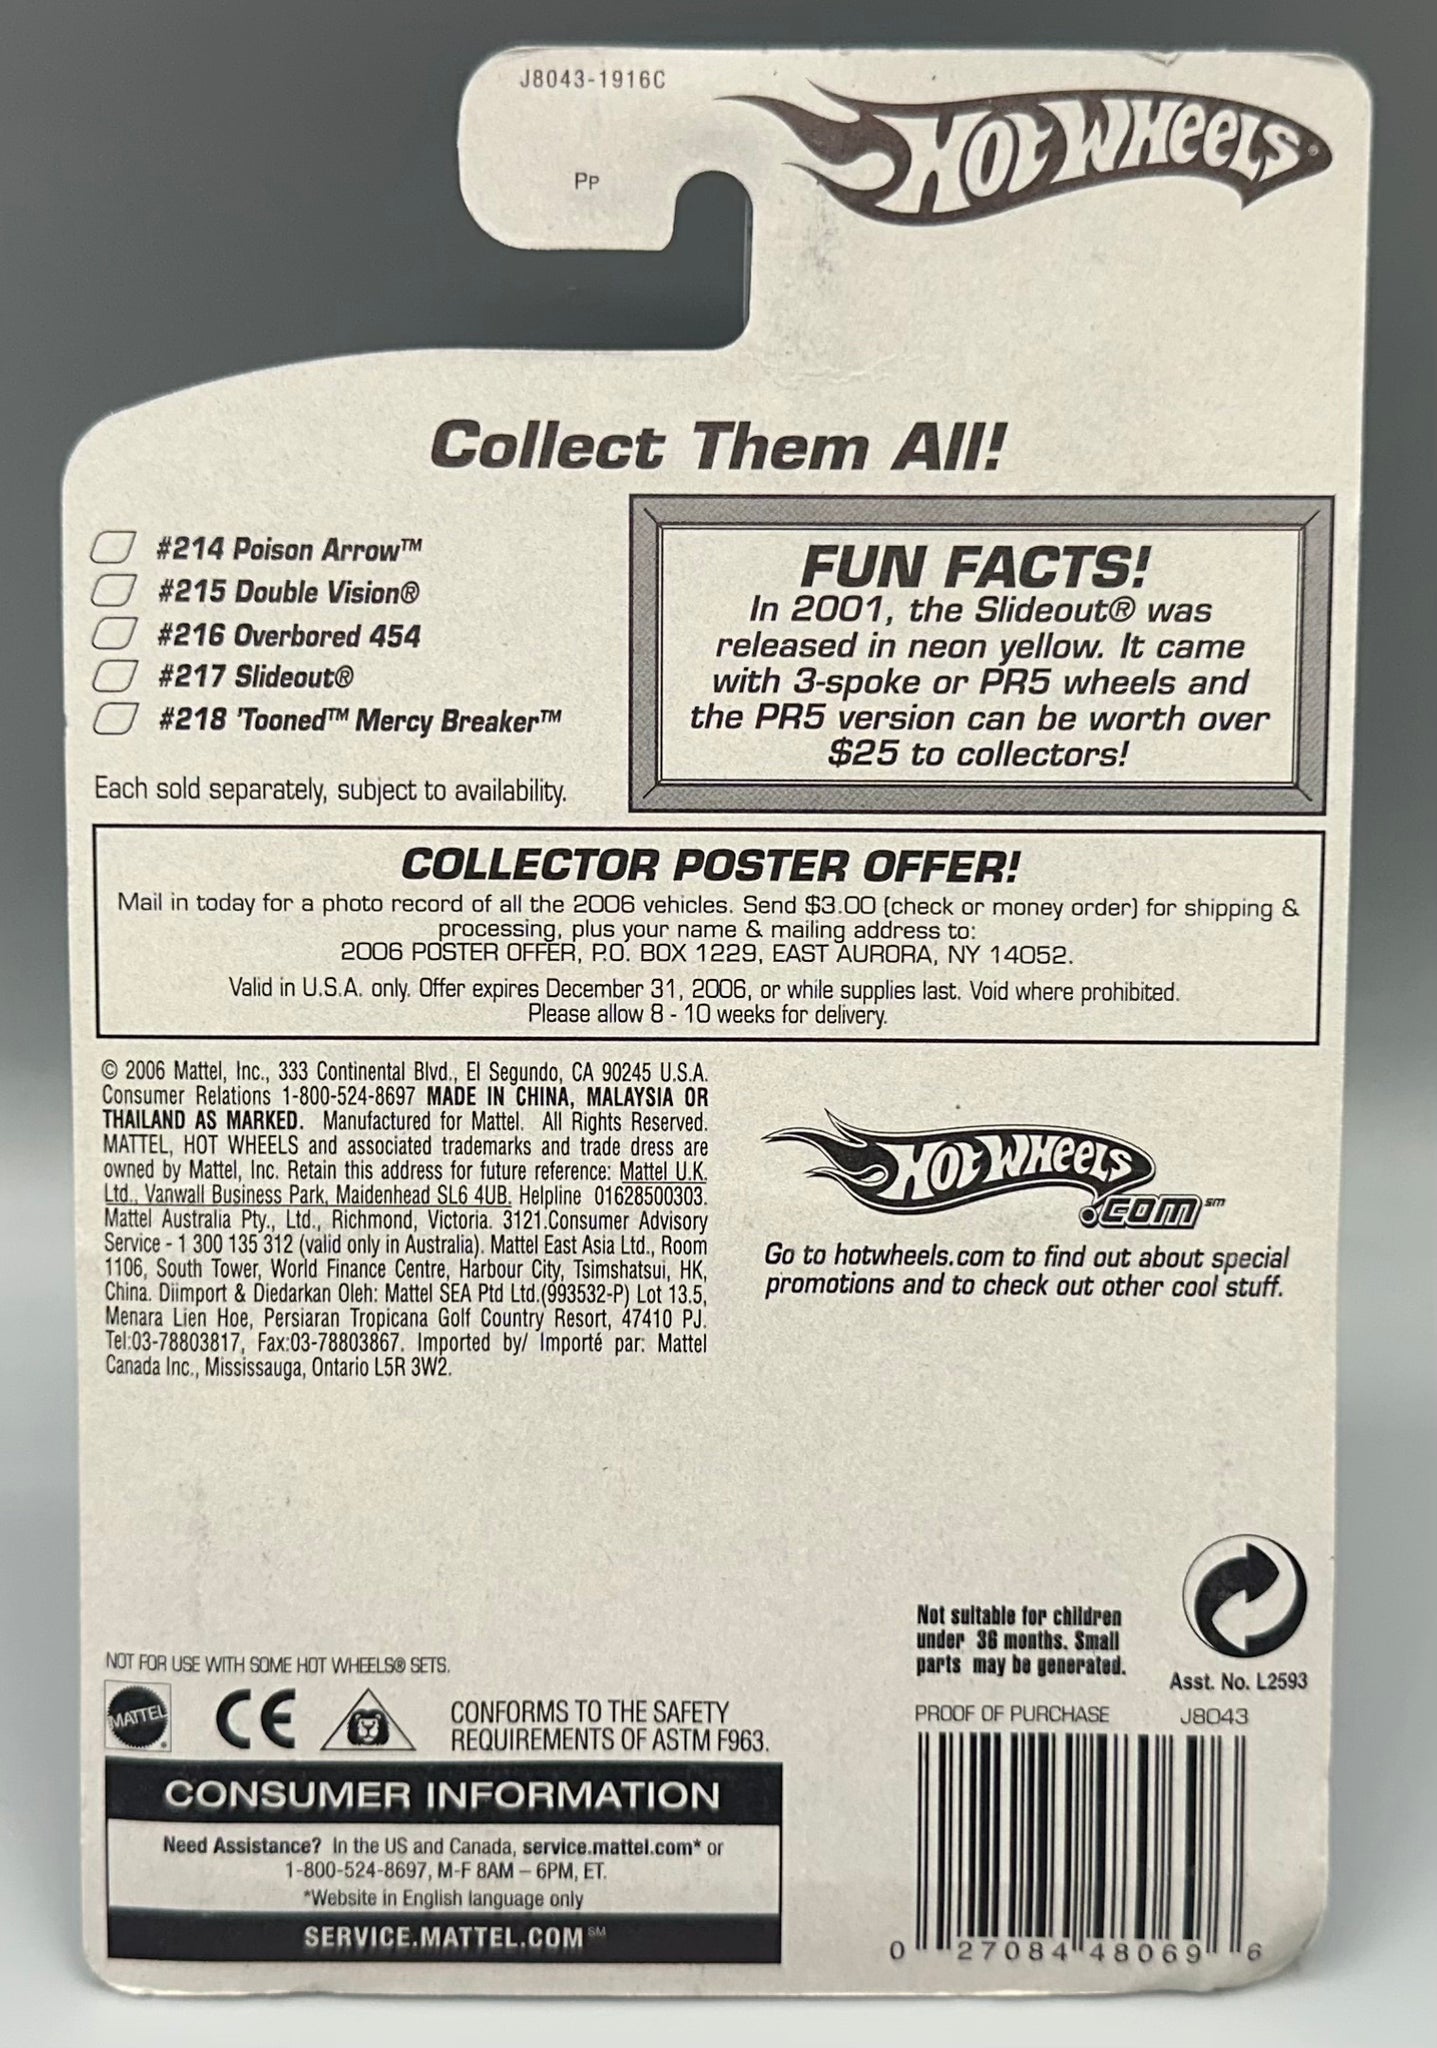 J8043-1916C
Pp
HOT WHEELS®
Collect Them All!
#214 Poison Arrow™
#215 Double Vision®
#216 Overbored 454
#217 Slideout®
#218 'Tooned™ Mercy Breaker™
Each sold separately, subject to availability.
FUN FACTS!
In 2001, the Slideout® was
released in neon yellow. It came
with 3-spoke or PR5 wheels and
the PR5 version can be worth over
$25 to collectors!
COLLECTOR POSTER OFFER!
Mail in today for a photo record of all the 2006 vehicles. Send $3.00 (check or money order) for shipping &
processing, plus your name & mailing address to:
2006 POSTER OFFER, P.O. BOX 1229, EAST AURORA, NY 14052.
Valid in U.S.A. only. Offer expires December 31, 2006, or while supplies last. Void where prohibited.
Please allow 8 - 10 weeks for delivery.
© 2006 Mattel, Inc., 333 Continental Blvd., El Segundo, CA 90245 U.S.A.
Consumer Relations 1-800-524-8697 MADE IN CHINA, MALAYSIA OR
THAILAND AS MARKED. Manufactured for Mattel. All Rights Reserved.
MATTEL, HOT WHEELS and associated trademarks and trade dress are
owned by Mattel, Inc. Retain this address for future reference: Mattel U.K.
Ltd., Vanwall Business Park, Maidenhead SL6 4UB. Helpline 01628500303.
Mattel Australia Pty., Ltd., Richmond, Victoria. 3121.Consumer Advisory
Service - 1 300 135 312 (valid only in Australia). Mattel East Asia Ltd., Room
1106, South Tower, World Finance Centre, Harbour City, Tsimshatsui, HK,
China. Diimport & Diedarkan Oleh: Mattel SEA Ptd Ltd.(993532-P) Lot 13.5,
Menara Lien Hoe, Persiaran Tropicana Golf Country Resort, 47410 PJ.
Tel:03-78803817, Fax:03-78803867. Imported by/ Importé par: Mattel
Canada Inc., Mississauga, Ontario L5R 3W2.
HOT WHEELS
.COM℠
Go to hotwheels.com to find out about special
promotions and to check out other cool stuff.
Not suitable for children
under 36 months. Small
parts may be generated.
Asst. No. L2593
NOT FOR USE WITH SOME HOT WHEELS® SETS.
MATTEL®
CE
CONFORMS TO THE SAFETY
REQUIREMENTS OF ASTM F963.
PROOF OF PURCHASE J8043
CONSUMER INFORMATION
Need Assistance? In the US and Canada, service.mattel.com* or
1-800-524-8697, M-F 8AM – 6PM, ET.
*Website in English language only
SERVICE.MATTEL.COM℠
0 27084 48069 6